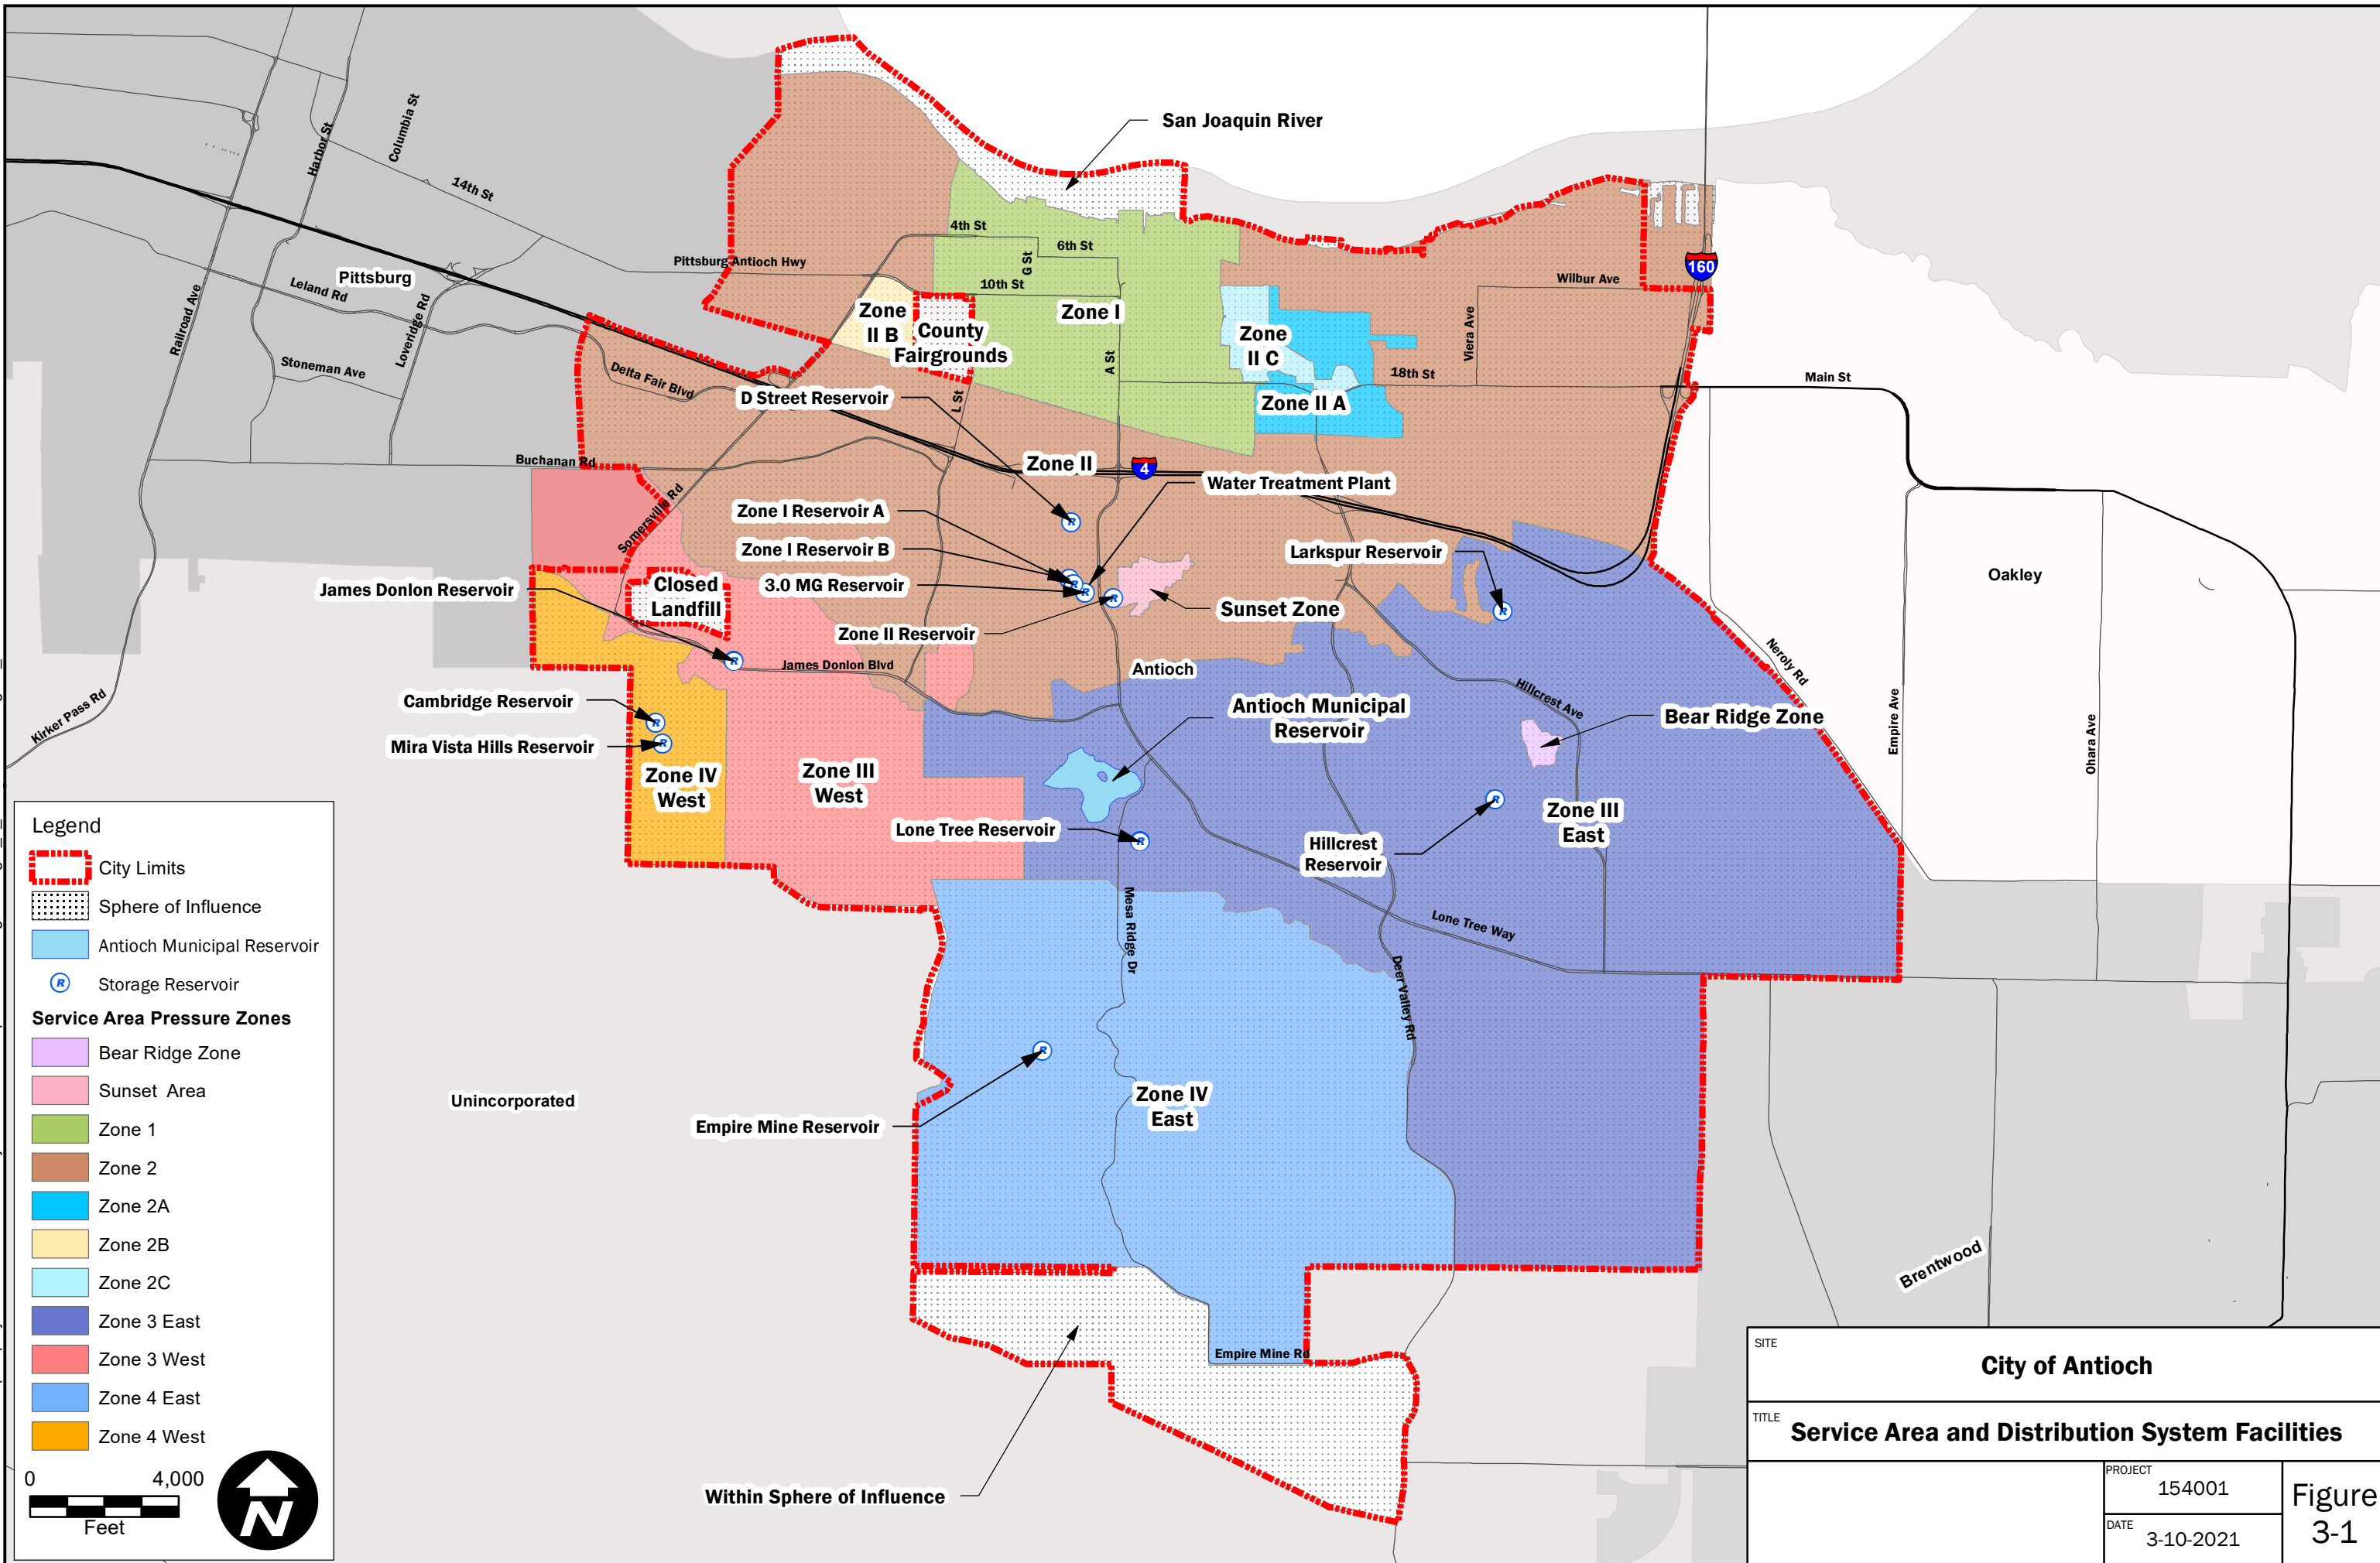 San Joaquin River
Columbia St
Harbor St
14th St
4th St
6th St
G St
Pittsburg Antioch Hwy
10th St
Pittsburg
Leland Rd
Railroad Ave
Loveridge Rd
Stoneman Ave
Zone
II B
County
Fairgrounds
Zone I
A St
Zone
II C
Viera Ave
Wilbur Ave
160
18th St
Main St
Delta Fair Blvd
D Street Reservoir
L St
Zone II A
Buchanan Rd
Zone II
4
Water Treatment Plant
Somersville Rd
Zone I Reservoir A
R
Zone I Reservoir B
Larkspur Reservoir
R
Oakley
James Donlon Reservoir
Closed
Landfill
3.0 MG Reservoir
R
R
R
Sunset Zone
Zone II Reservoir
R
James Donlon Blvd
Antioch
Neroly Rd
Kirker Pass Rd
Cambridge Reservoir
R
Mira Vista Hills Reservoir
R
Antioch Municipal
Reservoir
Hillcrest Ave
Bear Ridge Zone
Empire Ave
Ohara Ave
Zone IV
West
Zone III
West
R
Zone III
East
Lone Tree Reservoir
R
Hillcrest
Reservoir
Mesa Ridge Dr
Lone Tree Way
Deer Valley Rd
R
Unincorporated
Zone IV
East
Empire Mine Reservoir
Brentwood
Empire Mine Rd
Within Sphere of Influence
Legend
City Limits
Sphere of Influence
Antioch Municipal Reservoir
R Storage Reservoir
Service Area Pressure Zones
Bear Ridge Zone
Sunset Area
Zone 1
Zone 2
Zone 2A
Zone 2B
Zone 2C
Zone 3 East
Zone 3 West
Zone 4 East
Zone 4 West
0 4,000
Feet
N
SITE
City of Antioch
TITLE
Service Area and Distribution System Facilities
PROJECT
154001
DATE
3-10-2021
Figure
3-1